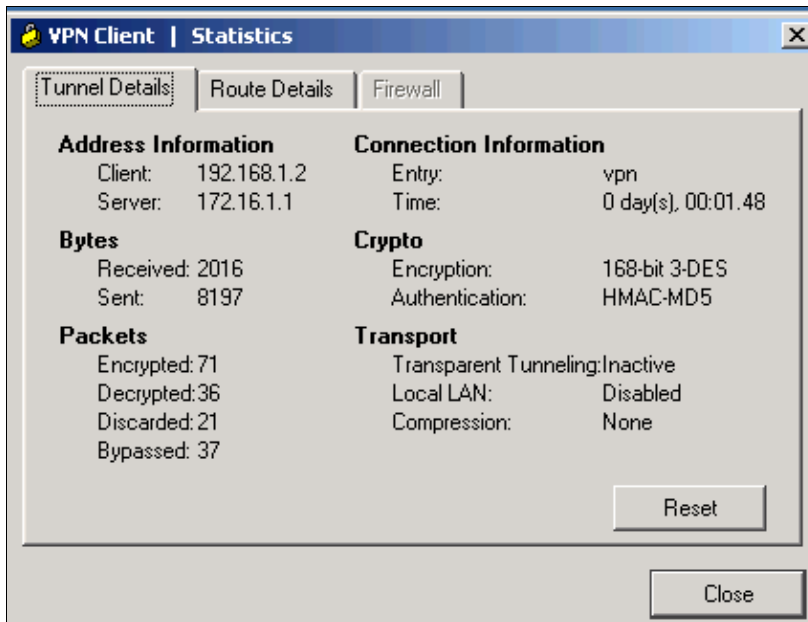 VPN Client | Statistics
Tunnel Details
Route Details
Firewall
Address Information
Client: 192.168.1.2
Server: 172.16.1.1
Bytes
Received: 2016
Sent: 8197
Packets
Encrypted: 71
Decrypted: 36
Discarded: 21
Bypassed: 37
Connection Information
Entry: vpn
Time: 0 day(s), 00:01.48
Crypto
Encryption: 168-bit 3-DES
Authentication: HMAC-MD5
Transport
Transparent Tunneling:Inactive
Local LAN: Disabled
Compression: None
Reset
Close